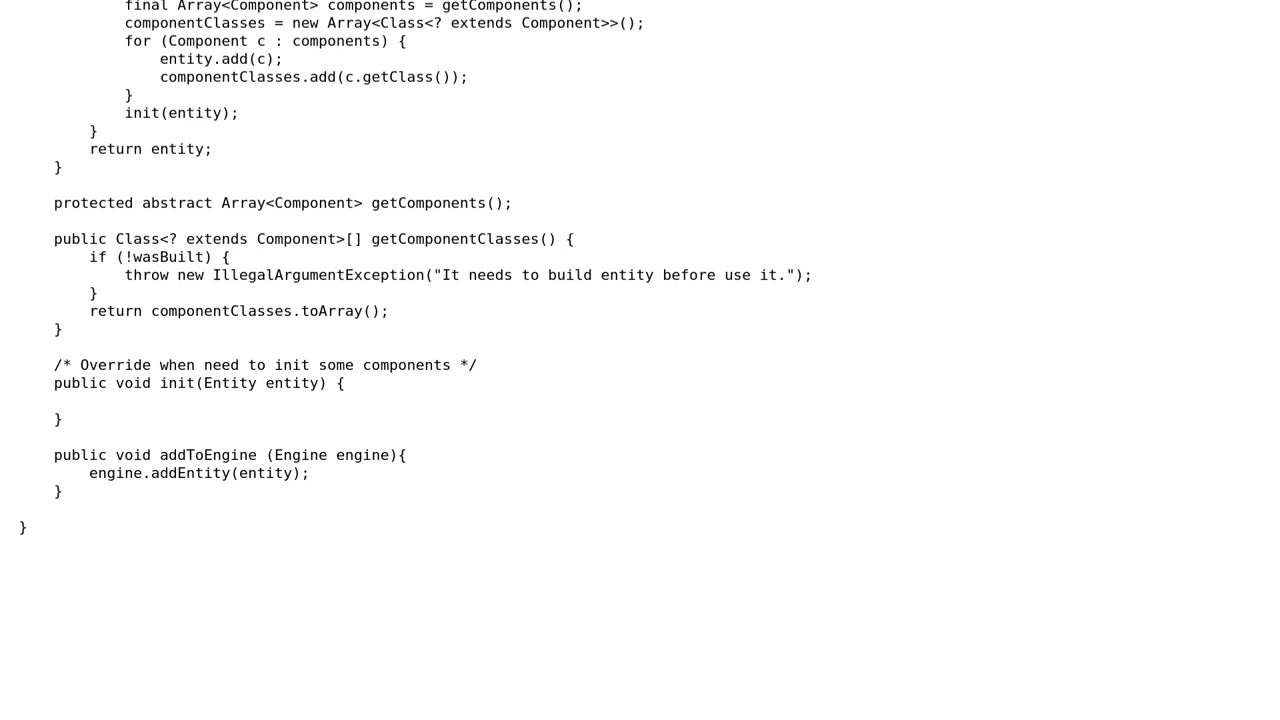 final Array<Component> components = getComponents();
            componentClasses = new Array<Class<? extends Component>>();
            for (Component c : components) {
                entity.add(c);
                componentClasses.add(c.getClass());
            }
            init(entity);
        }
        return entity;
    }

    protected abstract Array<Component> getComponents();

    public Class<? extends Component>[] getComponentClasses() {
        if (!wasBuilt) {
            throw new IllegalArgumentException("It needs to build entity before use it.");
        }
        return componentClasses.toArray();
    }

    /* Override when need to init some components */
    public void init(Entity entity) {

    }

    public void addToEngine (Engine engine){
        engine.addEntity(entity);
    }

}